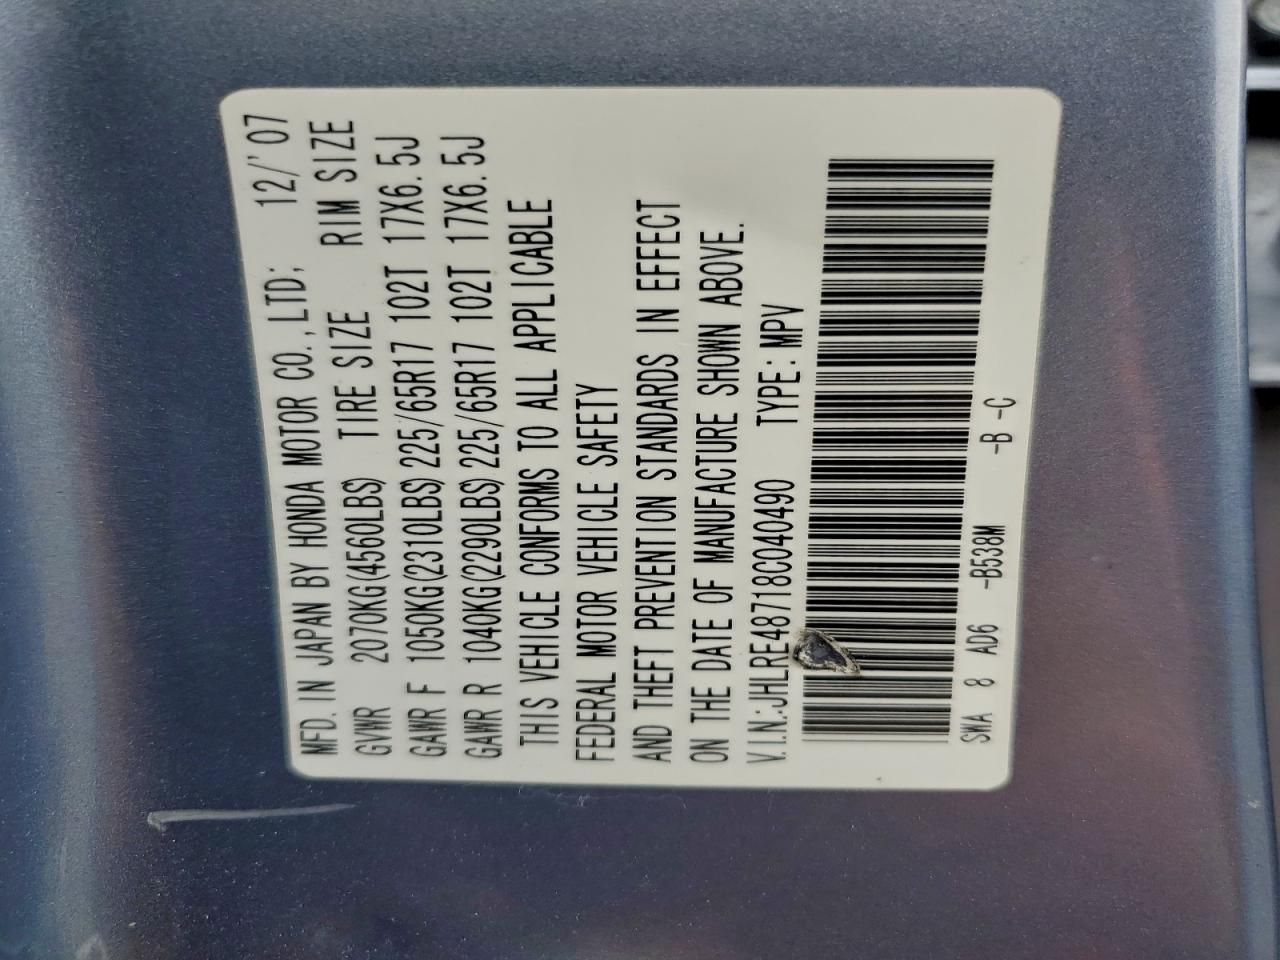 MFD. IN JAPAN BY HONDA MOTOR CO., LTD; 12/'07
GVWR 2070KG(4560LBS) TIRE SIZE RIM SIZE
GAWR F 1050KG(2310LBS) 225/65R17 102T 17X6.5J
GAWR R 1040KG(2290LBS) 225/65R17 102T 17X6.5J
THIS VEHICLE CONFORMS TO ALL APPLICABLE
FEDERAL MOTOR VEHICLE SAFETY
AND THEFT PREVENTION STANDARDS IN EFFECT
ON THE DATE OF MANUFACTURE SHOWN ABOVE.
V.I.N.:JHLRE48718C040490 TYPE: MPV
SWA 8 AD6 -B538M -B -C